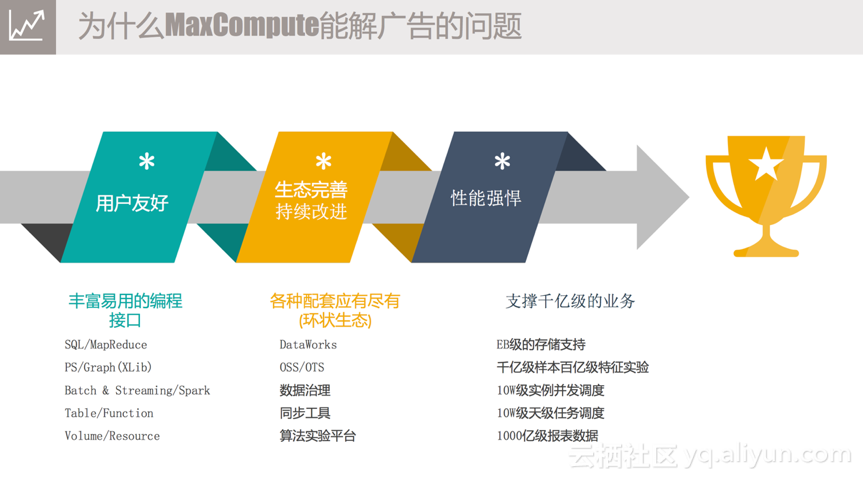 为什么MaxCompute能解广告的问题
*
用户友好
*
生态完善
持续改进
*
性能强悍
丰富易用的编程
接口
SQL/MapReduce
PS/Graph(XLib)
Batch & Streaming/Spark
Table/Function
Volume/Resource
各种配套应有尽有
(环状生态)
DataWorks
OSS/OTS
数据治理
同步工具
算法实验平台
支撑千亿级的业务
EB级的存储支持
千亿级样本百亿级特征实验
10W级实例并发调度
10W级天级任务调度
1000亿级报表数据
云栖社区 yq.aliyun.com